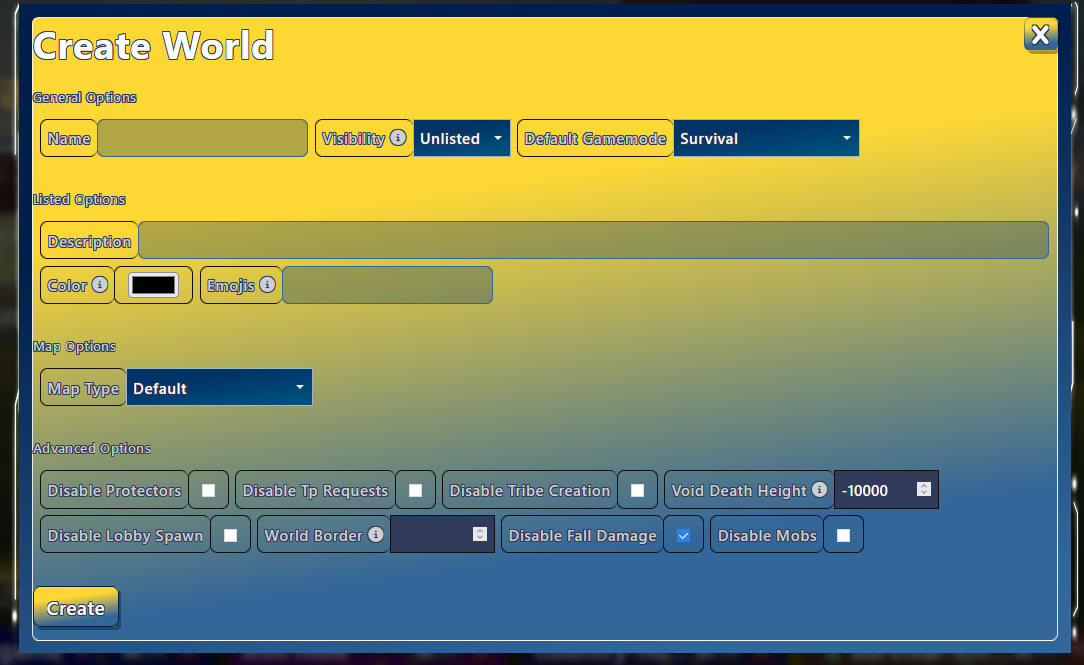 Create World
General Options
Name Visibility Unlisted Default Gamemode Survival
Listed Options
Description
Color Emojis
Map Options
Map Type Default
Advanced Options
Disable Protectors Disable Tp Requests Disable Tribe Creation Void Death Height -10000
Disable Lobby Spawn World Border Disable Fall Damage Disable Mobs
Create